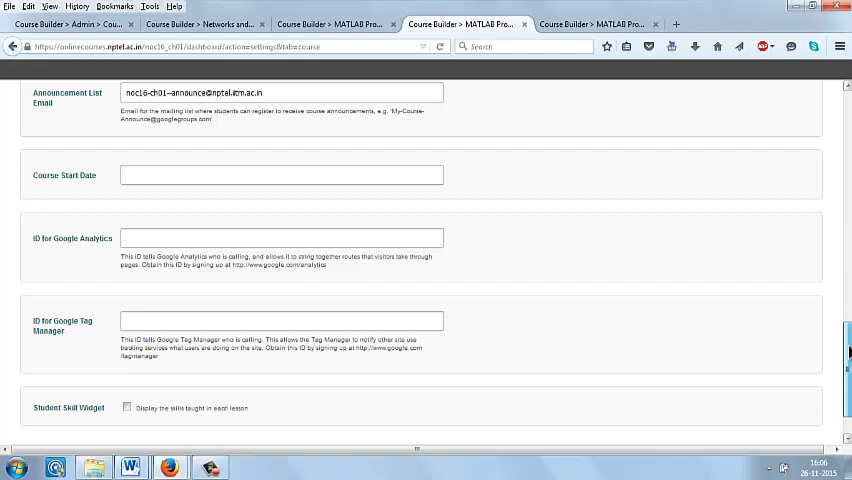 File Edit View History Bookmarks Tools Help
Course Builder > Admin > Cou...
Course Builder > Networks and...
Course Builder > MATLAB Pro...
Course Builder > MATLAB Pro...
Course Builder > MATLAB Pro...
https://onlinecourses.nptel.ac.in/noc16_ch01/dashboard?action=settings&tab=course
Search
ABP
Announcement List
Email
noc16-ch01--announce@nptel.iitm.ac.in
Email for the mailing list where students can register to receive course announcements, e.g. 'My-Course-
Announce@googlegroups.com'
Course Start Date
ID for Google Analytics
This ID tells Google Analytics who is calling, and allows it to string together routes that visitors take through
pages. Obtain this ID by signing up at http://www.google.com/analytics
ID for Google Tag
Manager
This ID tells Google Tag Manager who is calling. This allows the Tag Manager to notify other site use
tracking services what users are doing on the site. Obtain this ID by signing up at http://www.google.com
/tagmanager
Student Skill Widget
Display the skills taught in each lesson
16:06
26-11-2015